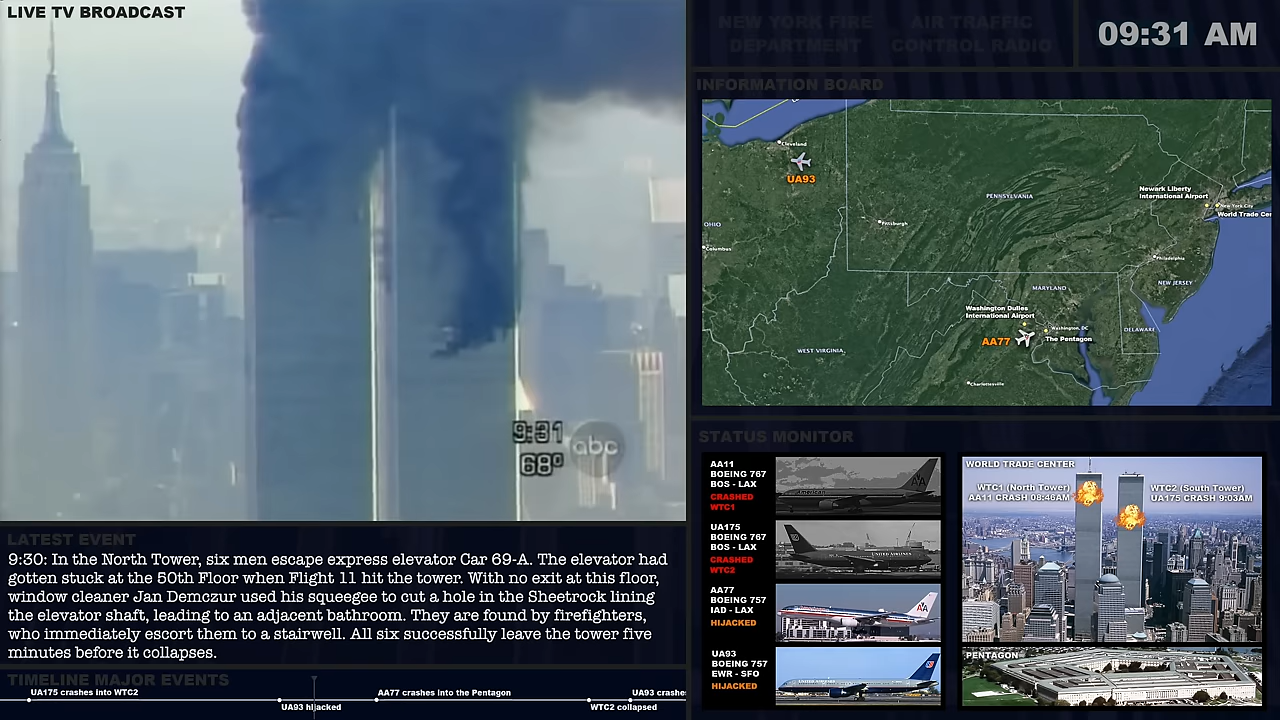 LIVE TV BROADCAST
NEW YORK FIRE
DEPARTMENT
AIR TRAFFIC
CONTROL RADIO
09:31 AM
INFORMATION BOARD
Cleveland
UA93
PENNSYLVANIA
Newark Liberty
International Airport
New York City
World Trade Cen
OHIO
Pittsburgh
Columbus
Philadelphia
MARYLAND
NEW JERSEY
Washington Dulles
International Airport
Washington, DC
AA77
The Pentagon
DELAWARE
WEST VIRGINIA
Charlottesville
9:31
68°
abc
STATUS MONITOR
AA11
BOEING 767
BOS - LAX
CRASHED
WTC1
UA175
BOEING 767
BOS - LAX
CRASHED
WTC2
AA77
BOEING 757
IAD - LAX
HIJACKED
UA93
BOEING 757
EWR - SFO
HIJACKED
WORLD TRADE CENTER
WTC1 (North Tower)
AA11 CRASH 08:46AM
WTC2 (South Tower)
UA175 CRASH 9:03AM
PENTAGON
LATEST EVENT
9:30: In the North Tower, six men escape express elevator Car 69-A. The elevator had
gotten stuck at the 50th Floor when Flight 11 hit the tower. With no exit at this floor,
window cleaner Jan Demczur used his squeegee to cut a hole in the Sheetrock lining
the elevator shaft, leading to an adjacent bathroom. They are found by firefighters,
who immediately escort them to a stairwell. All six successfully leave the tower five
minutes before it collapses.
TIMELINE MAJOR EVENTS
UA175 crashes into WTC2
UA93 hijacked
AA77 crashes into the Pentagon
WTC2 collapsed
UA93 crashes